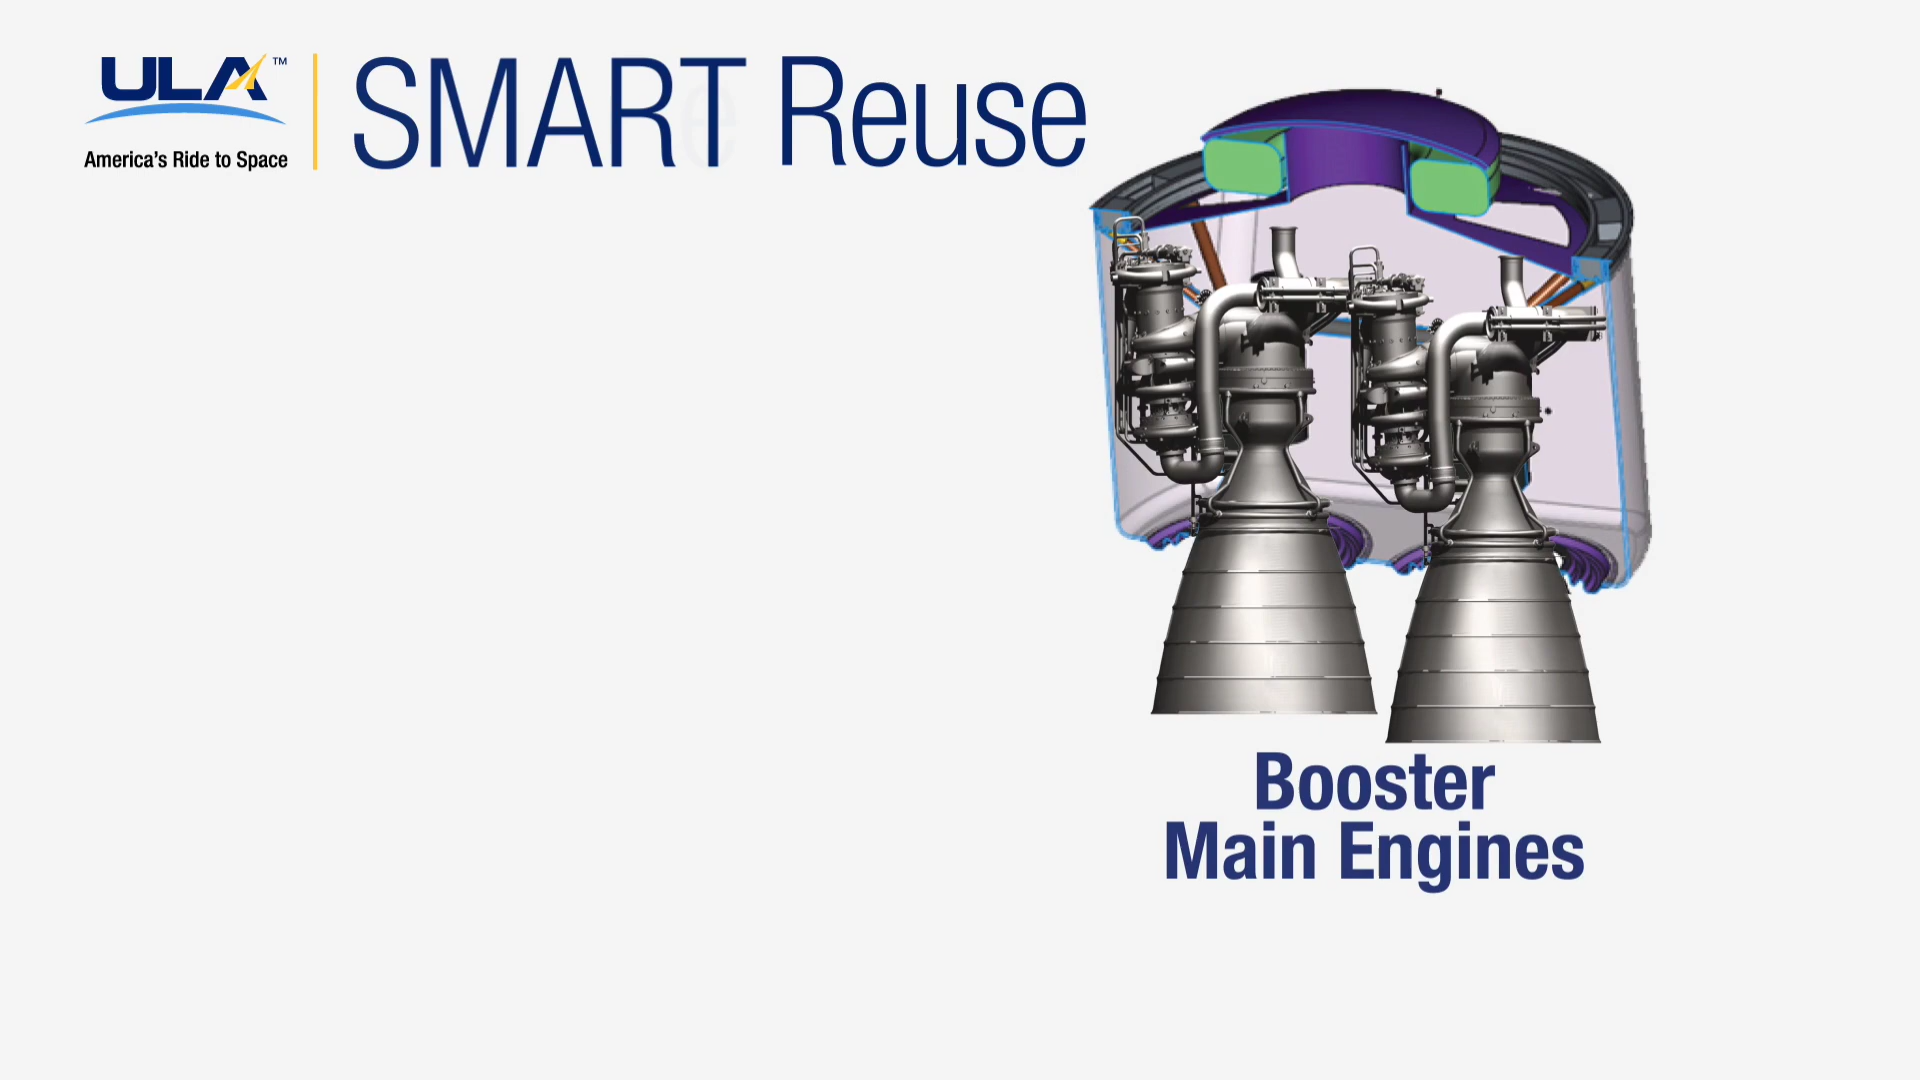 ULA™
America's Ride to Space
SMART Reuse
Booster
Main Engines